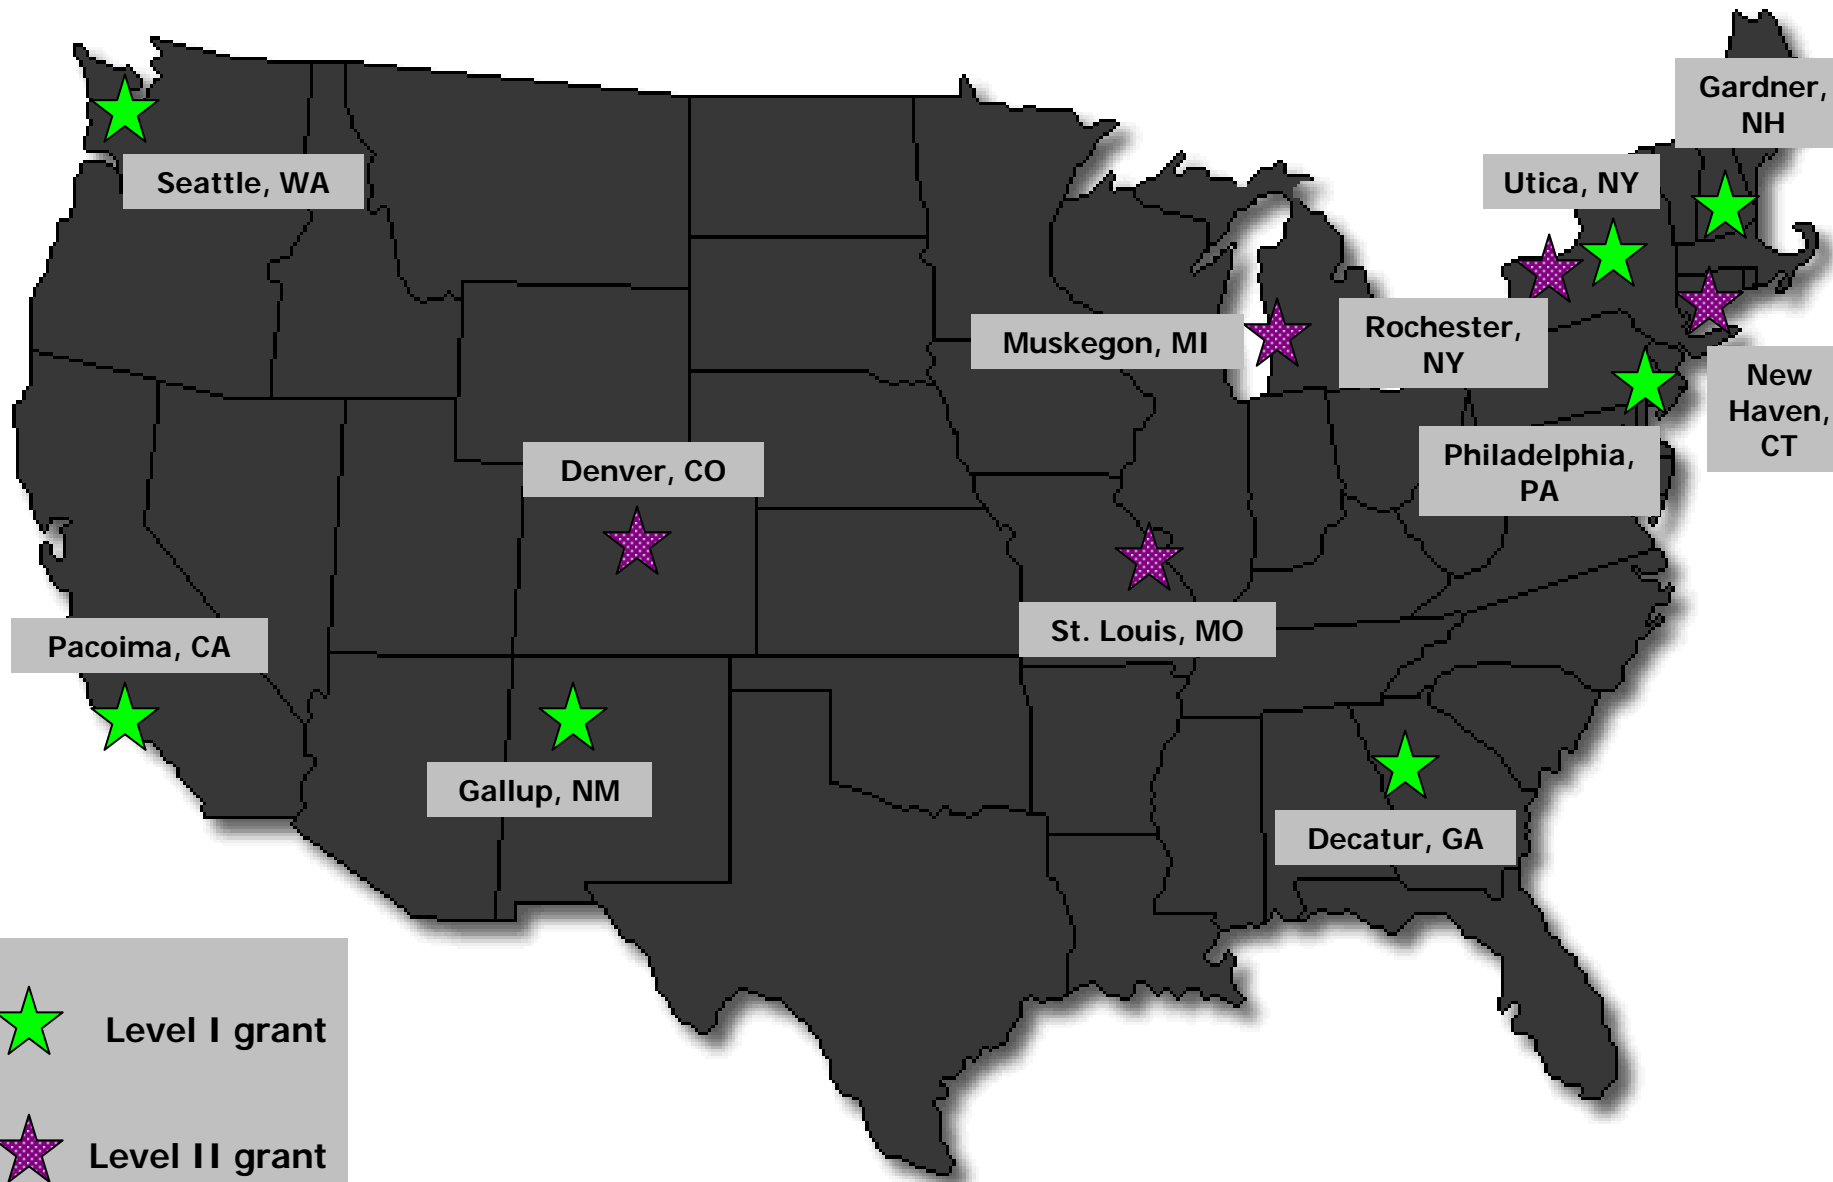 Gardner,
NH
Utica, NY
Seattle, WA
Rochester,
NY
Muskegon, MI
New
Haven,
CT
Denver, CO
Philadelphia,
PA
St. Louis, MO
Pacoima, CA
Gallup, NM
Decatur, GA
Level I grant
Level II grant